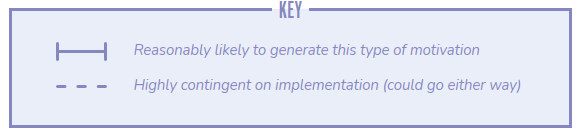 KEY
Reasonably likely to generate this type of motivation
Highly contingent on implementation (could go either way)